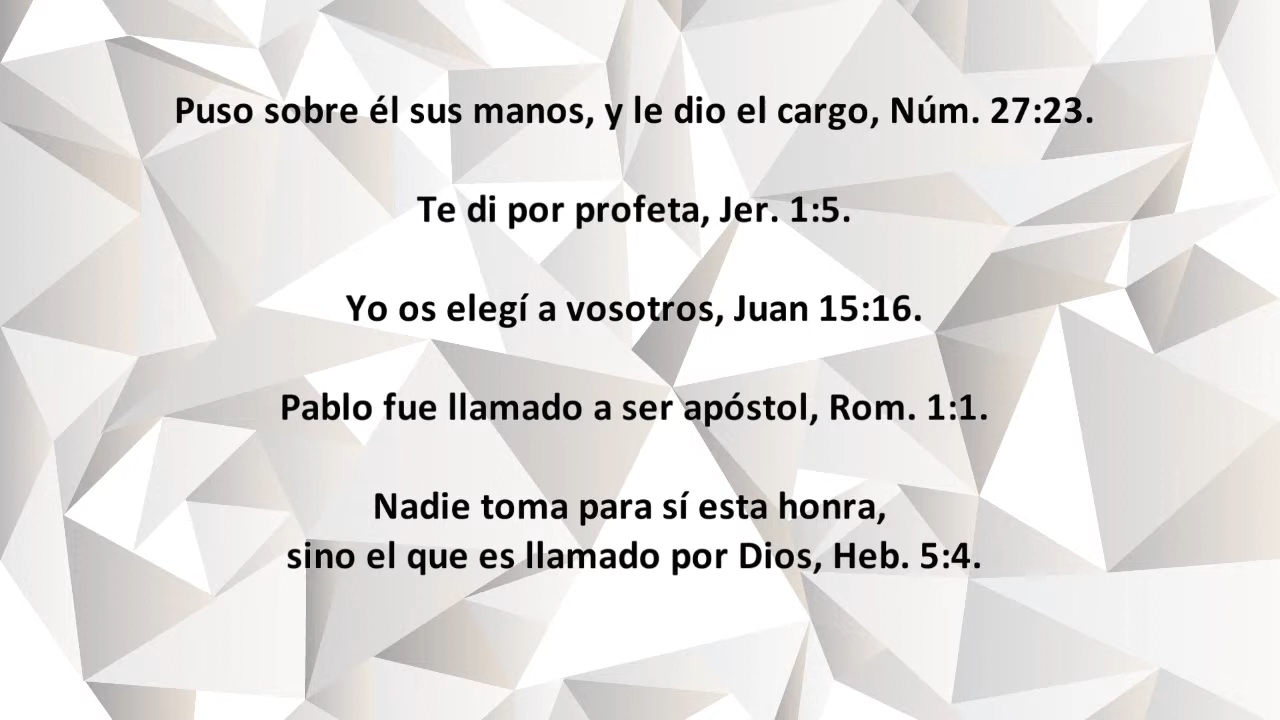 Puso sobre él sus manos, y le dio el cargo, Núm. 27:23.
Te di por profeta, Jer. 1:5.
Yo os elegí a vosotros, Juan 15:16.
Pablo fue llamado a ser apóstol, Rom. 1:1.
Nadie toma para sí esta honra,
sino el que es llamado por Dios, Heb. 5:4.